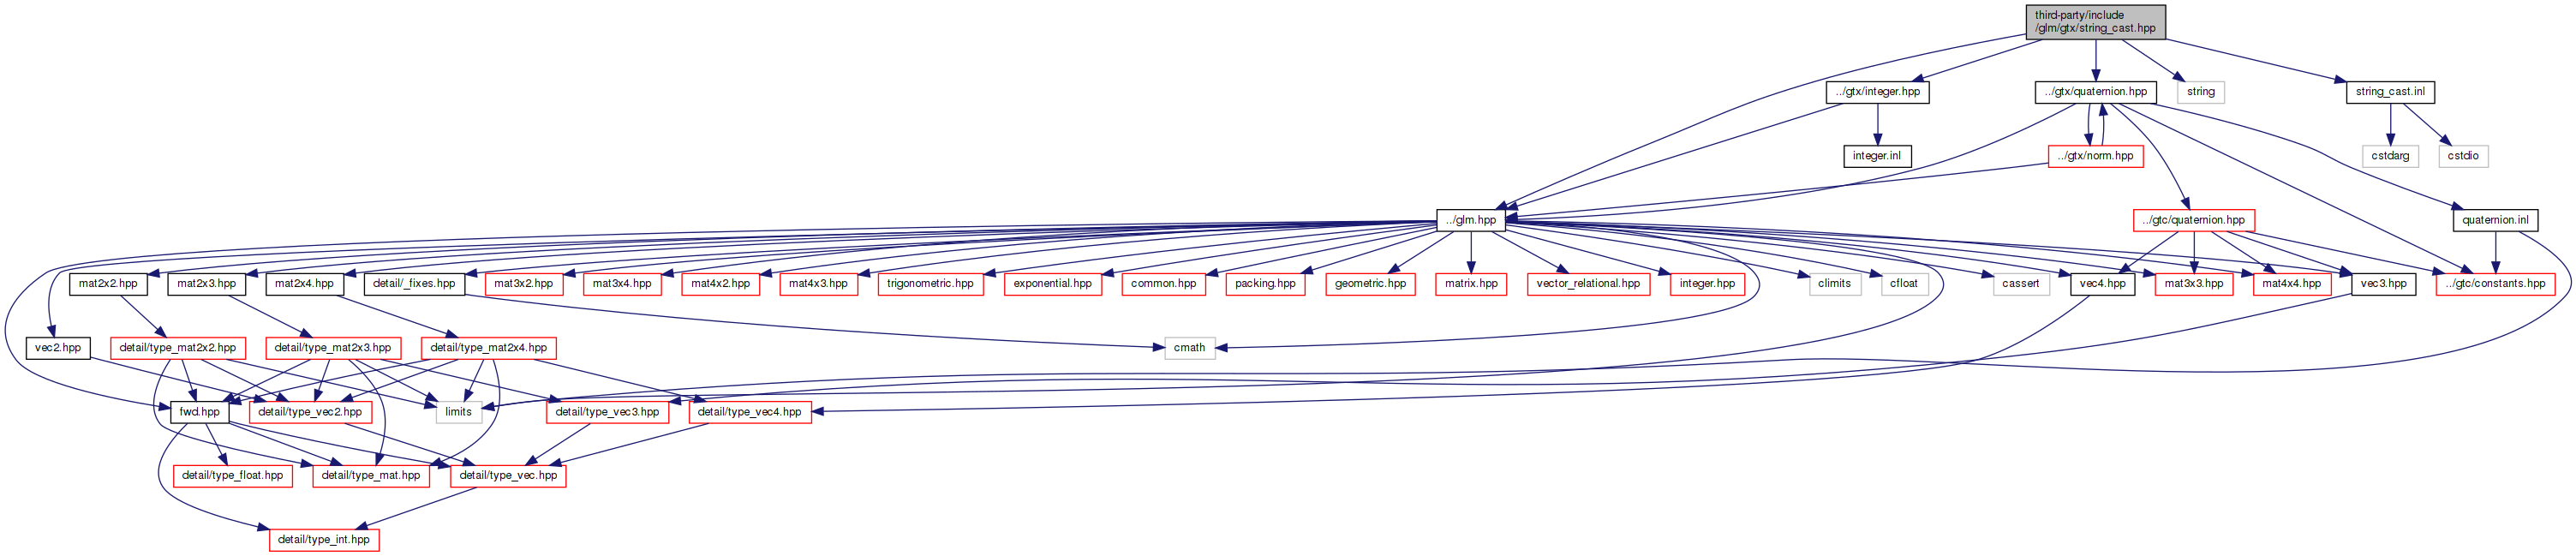 third-party/include
/glm/gtx/string_cast.hpp
../gtx/integer.hpp
../gtx/quaternion.hpp
string
string_cast.inl
integer.inl
../gtx/norm.hpp
cstdarg
cstdio
../glm.hpp
../gtc/quaternion.hpp
quaternion.inl
mat2x2.hpp
mat2x3.hpp
mat2x4.hpp
detail/_fixes.hpp
mat3x2.hpp
mat3x4.hpp
mat4x2.hpp
mat4x3.hpp
trigonometric.hpp
exponential.hpp
common.hpp
packing.hpp
geometric.hpp
matrix.hpp
vector_relational.hpp
integer.hpp
climits
cfloat
cassert
vec4.hpp
mat3x3.hpp
mat4x4.hpp
vec3.hpp
../gtc/constants.hpp
vec2.hpp
detail/type_mat2x2.hpp
detail/type_mat2x3.hpp
detail/type_mat2x4.hpp
cmath
fwd.hpp
detail/type_vec2.hpp
limits
detail/type_vec3.hpp
detail/type_vec4.hpp
detail/type_float.hpp
detail/type_mat.hpp
detail/type_vec.hpp
detail/type_int.hpp